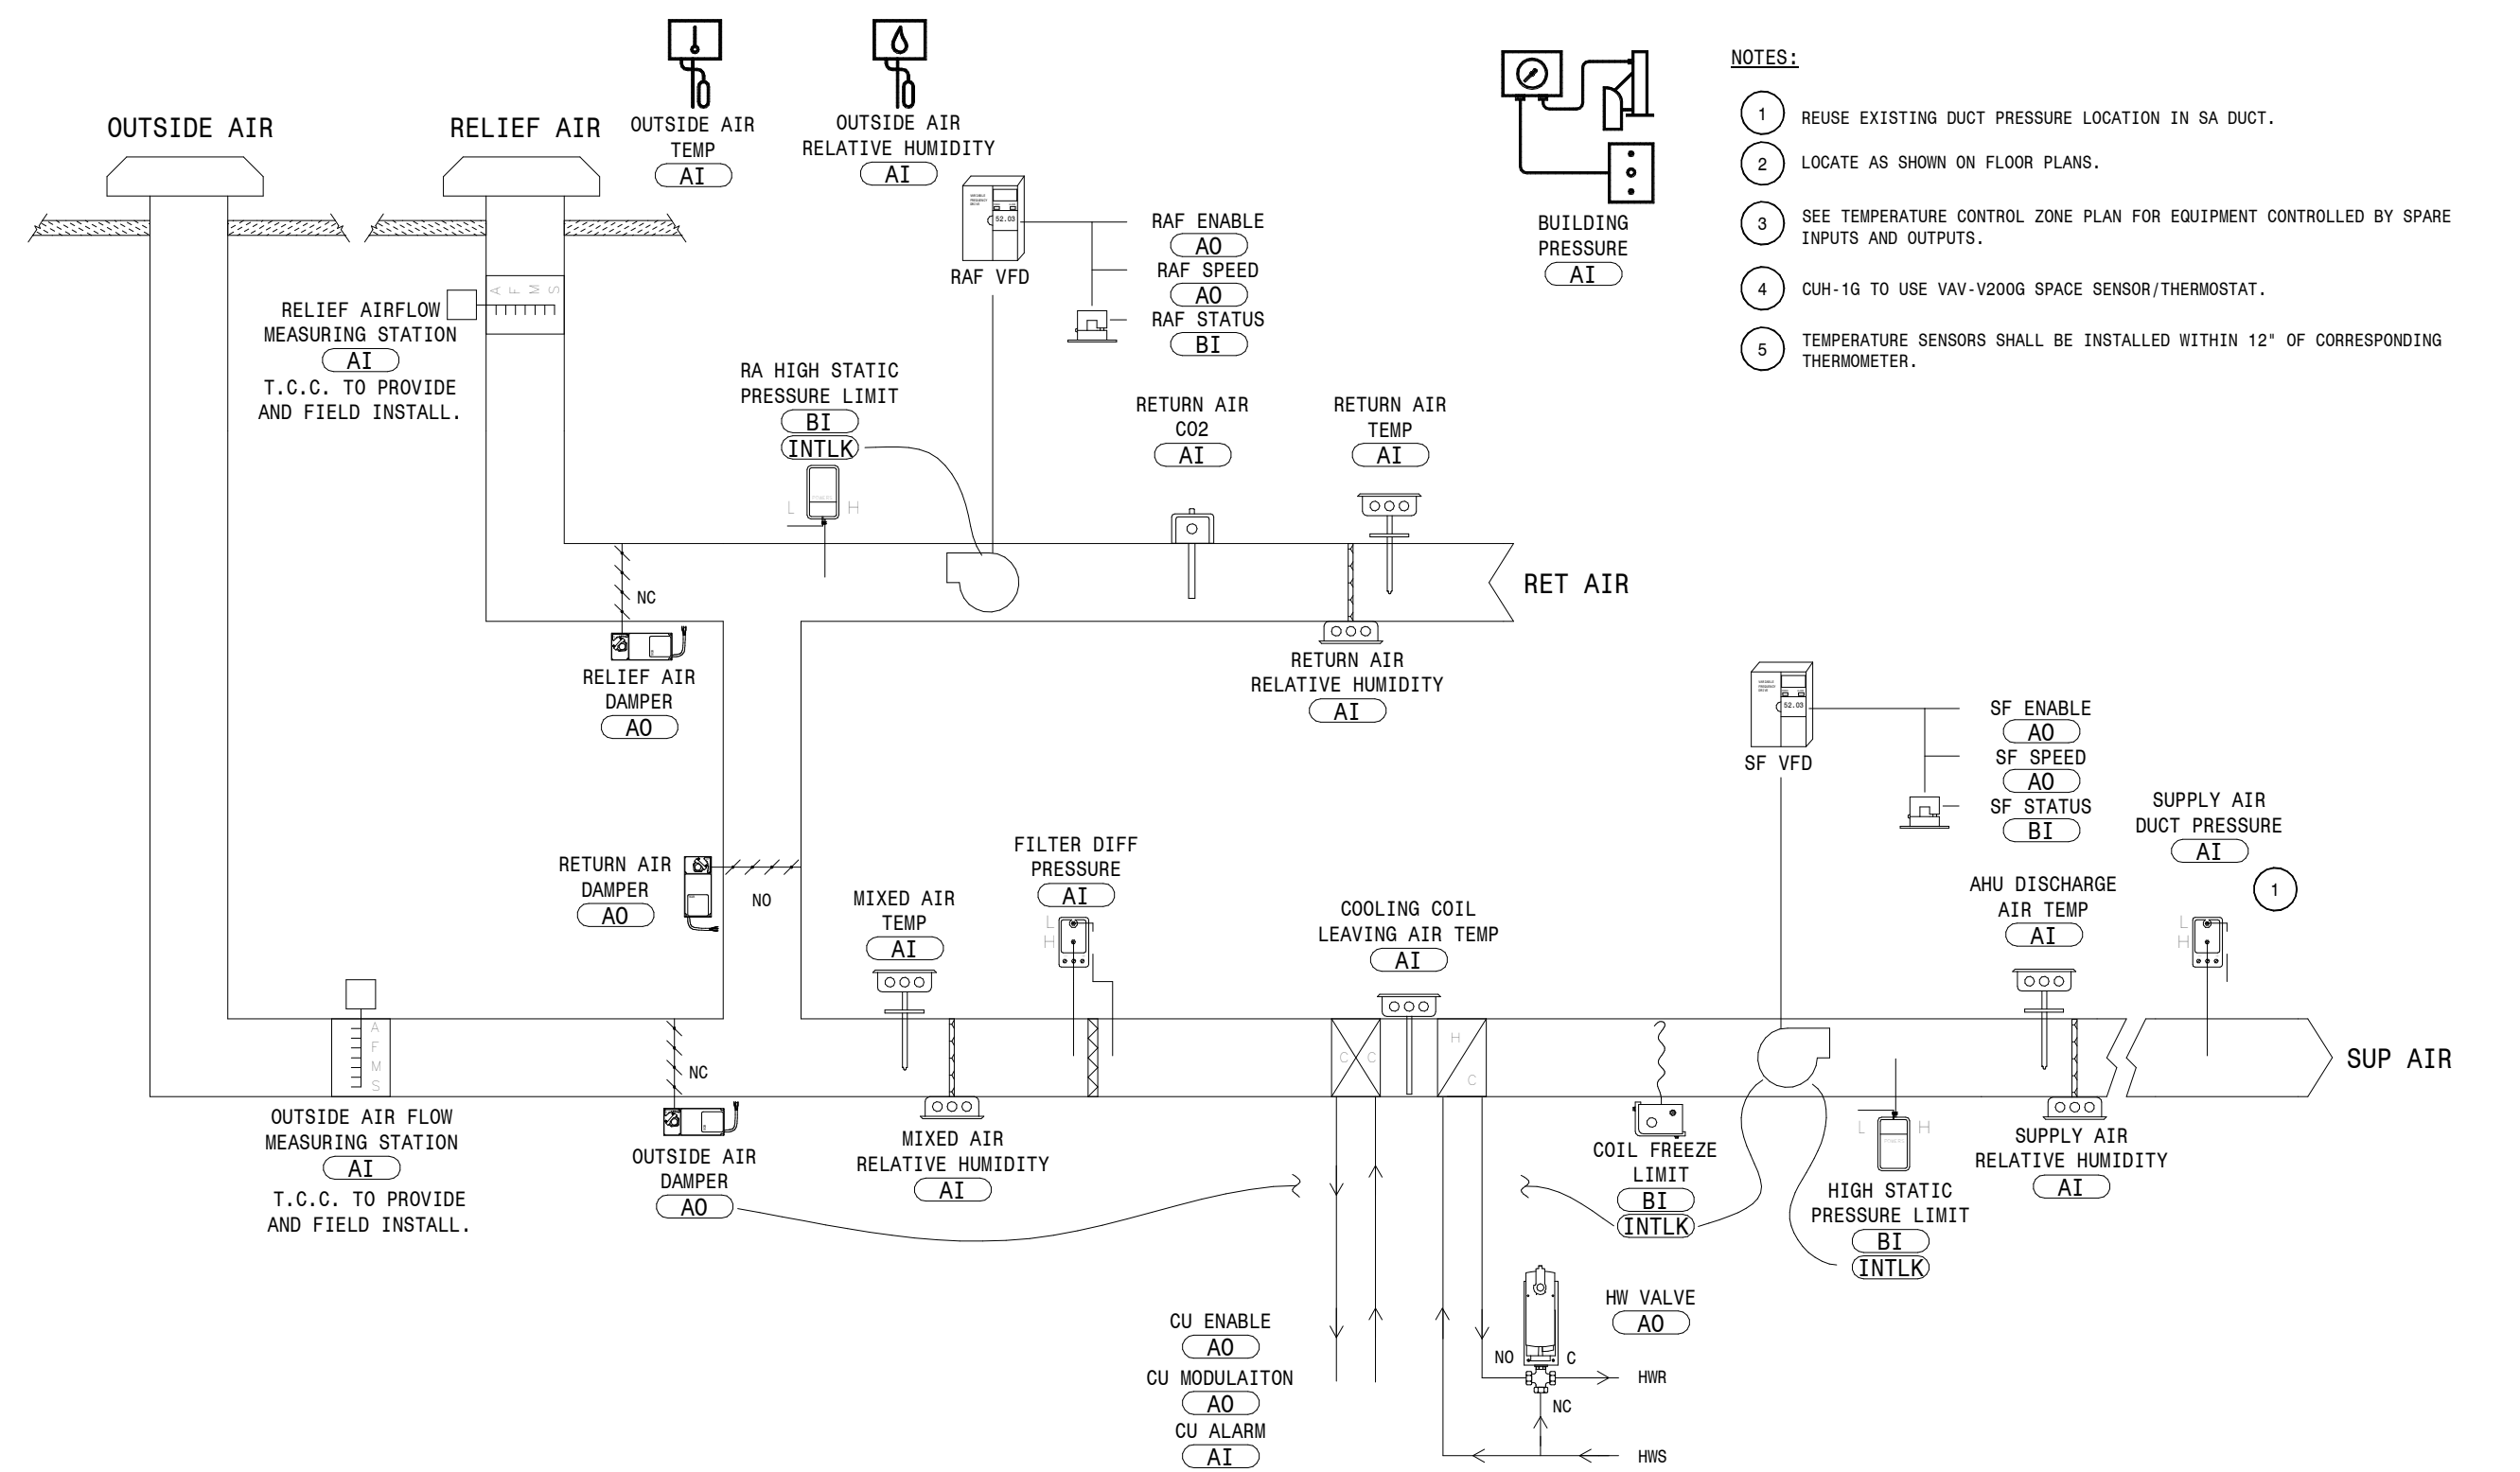 OUTSIDE AIR
RELIEF AIR
OUTSIDE AIR
TEMP
AI
OUTSIDE AIR
RELATIVE HUMIDITY
AI
BUILDING
PRESSURE
AI
NOTES:
1 REUSE EXISTING DUCT PRESSURE LOCATION IN SA DUCT.
2 LOCATE AS SHOWN ON FLOOR PLANS.
3 SEE TEMPERATURE CONTROL ZONE PLAN FOR EQUIPMENT CONTROLLED BY SPARE
INPUTS AND OUTPUTS.
4 CUH-1G TO USE VAV-V200G SPACE SENSOR/THERMOSTAT.
5 TEMPERATURE SENSORS SHALL BE INSTALLED WITHIN 12" OF CORRESPONDING
THERMOMETER.
52.03
RAF VFD
RAF ENABLE
AO
RAF SPEED
AO
RAF STATUS
BI
A F M S
RELIEF AIRFLOW
MEASURING STATION
AI
T.C.C. TO PROVIDE
AND FIELD INSTALL.
RA HIGH STATIC
PRESSURE LIMIT
BI
INTLK
L H
RETURN AIR
CO2
AI
RETURN AIR
TEMP
AI
NC
RET AIR
RELIEF AIR
DAMPER
AO
RETURN AIR
RELATIVE HUMIDITY
AI
52.03
SF VFD
SF ENABLE
AO
SF SPEED
AO
SF STATUS
BI
SUPPLY AIR
DUCT PRESSURE
AI
1
RETURN AIR
DAMPER
AO
NO
MIXED AIR
TEMP
AI
FILTER DIFF
PRESSURE
AI
L
H
COOLING COIL
LEAVING AIR TEMP
AI
AHU DISCHARGE
AIR TEMP
AI
L
H
A
F
M
S
NC
C C
H
C
SUP AIR
OUTSIDE AIR FLOW
MEASURING STATION
AI
T.C.C. TO PROVIDE
AND FIELD INSTALL.
OUTSIDE AIR
DAMPER
AO
MIXED AIR
RELATIVE HUMIDITY
AI
COIL FREEZE
LIMIT
BI
INTLK
L H
HIGH STATIC
PRESSURE LIMIT
BI
INTLK
SUPPLY AIR
RELATIVE HUMIDITY
AI
CU ENABLE
AO
CU MODULAITON
AO
CU ALARM
AI
HW VALVE
AO
NO C
HWR
NC
HWS